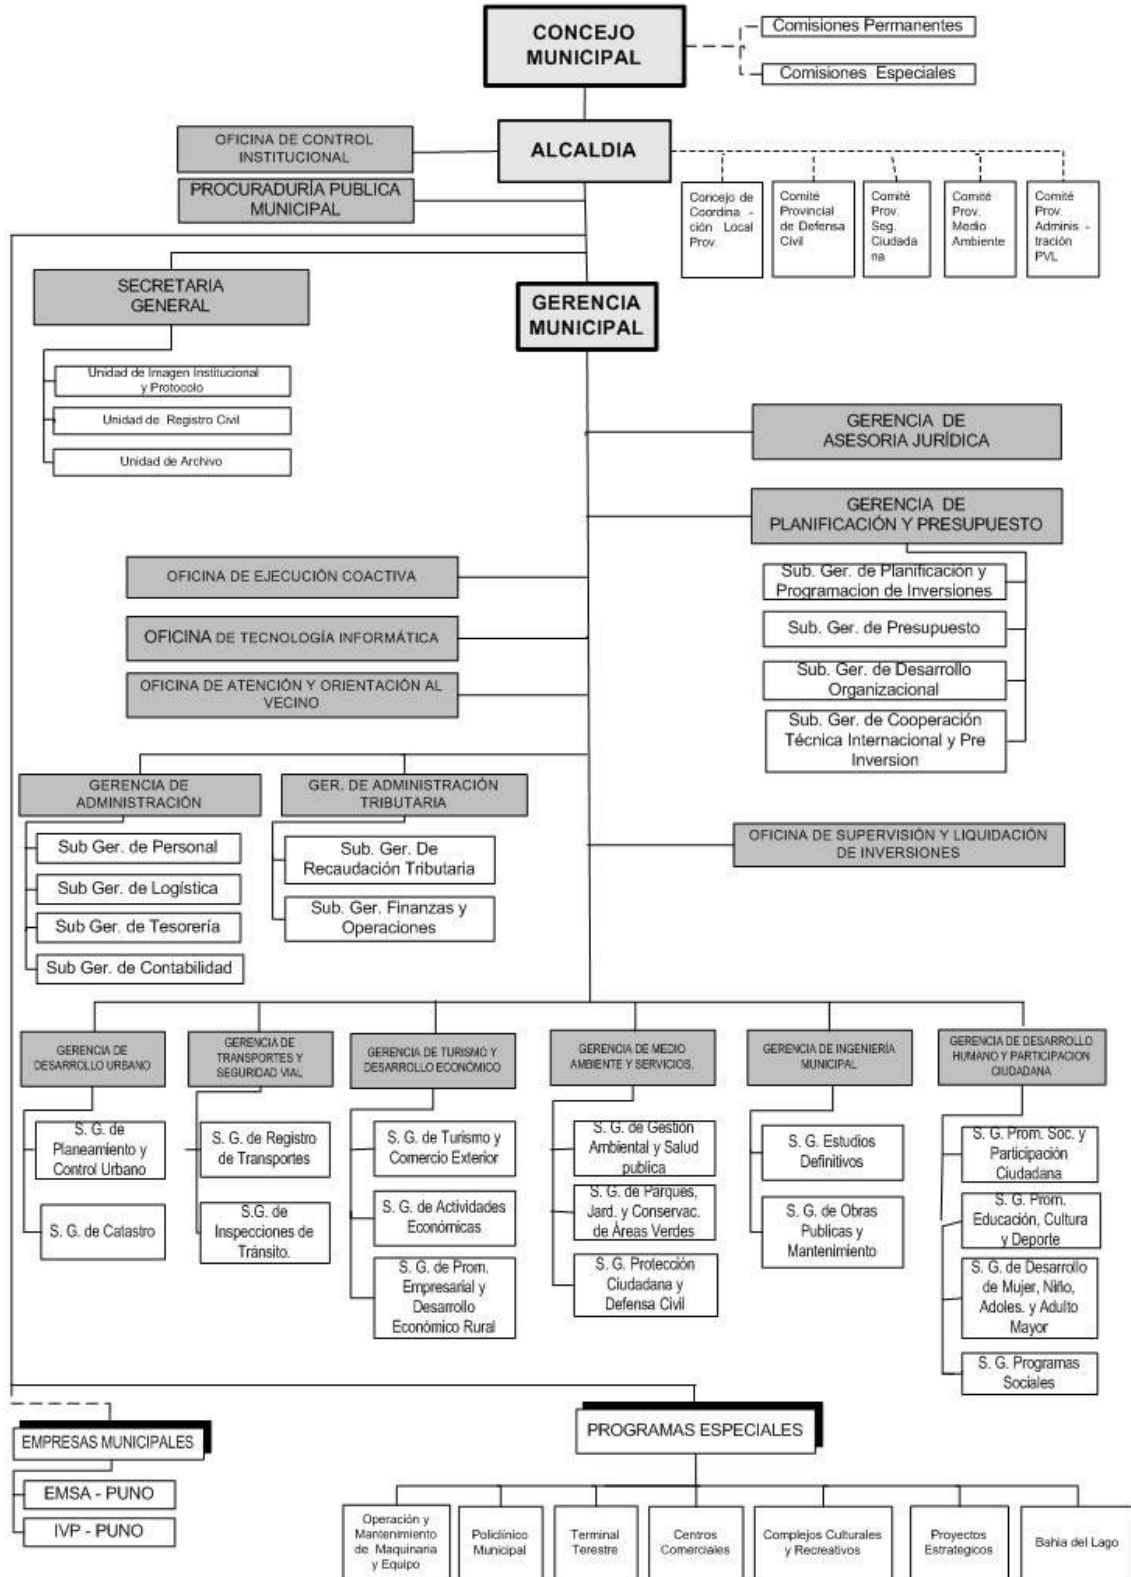 CONCEJO
MUNICIPAL
Comisiones Permanentes
Comisiones Especiales
OFICINA DE CONTROL
INSTITUCIONAL
ALCALDIA
PROCURADURÍA PUBLICA
MUNICIPAL
Concejo de
Coordina - 
ción Local
Prov.
Comité
Provincial
de Defensa
Civil
Comité
Prov.
Seg.
Ciudada
na
Comité
Prov.
Medio
Ambiente
Comité
Prov.
Adminis -
tración
PVL
SECRETARIA
GENERAL
GERENCIA
MUNICIPAL
Unidad de Imagen Institucional
y Protocolo
Unidad de Registro Civil
Unidad de Archivo
GERENCIA DE
ASESORIA JURÍDICA
GERENCIA DE
PLANIFICACIÓN Y PRESUPUESTO
Sub. Ger. de Planificación y
Programacion de Inversiones
Sub. Ger. de Presupuesto
Sub. Ger. de Desarrollo
Organizacional
Sub. Ger. de Cooperación
Técnica Internacional y Pre
Inversion
OFICINA DE EJECUCIÓN COACTIVA
OFICINA DE TECNOLOGÍA INFORMÁTICA
OFICINA DE ATENCIÓN Y ORIENTACIÓN AL
VECINO
GERENCIA DE
ADMINISTRACIÓN
Sub Ger. de Personal
Sub Ger. de Logística
Sub Ger. de Tesorería
Sub Ger. de Contabilidad
GER. DE ADMINISTRACIÓN
TRIBUTARIA
Sub. Ger. De
Recaudación Tributaria
Sub. Ger. Finanzas y
Operaciones
OFICINA DE SUPERVISIÓN Y LIQUIDACIÓN
DE INVERSIONES
GERENCIA DE
DESARROLLO URBANO
S. G. de
Planeamiento y
Control Urbano
S. G. de Catastro
GERENCIA DE
TRANSPORTES Y
SEGURIDAD VIAL
S. G. de Registro
de Transportes
S.G. de
Inspecciones de
Tránsito.
GERENCIA DE TURISMO Y
DESARROLLO ECONÓMICO
S. G. de Turismo y
Comercio Exterior
S. G. de Actividades
Económicas
S. G. de Prom.
Empresarial y
Desarrollo
Económico Rural
GERENCIA DE MEDIO
AMBIENTE Y SERVICIOS.
S. G. de Gestión
Ambiental y Salud
publica
S. G. de Parques,
Jard. y Conservac.
de Áreas Verdes
S. G. Protección
Ciudadana y
Defensa Civil
GERENCIA DE INGENIERÍA
MUNICIPAL
S. G. Estudios
Definitivos
S. G. de Obras
Publicas y
Mantenimiento
GERENCIA DE DESARROLLO
HUMANO Y PARTICIPACION
CIUDADANA
S. G. Prom. Soc. y
Participación
Ciudadana
S. G. Prom.
Educación, Cultura
y Deporte
S. G. de Desarrollo
de Mujer, Niño,
Adoles. y Adulto
Mayor
S. G. Programas
Sociales
EMPRESAS MUNICIPALES
EMSA - PUNO
IVP - PUNO
PROGRAMAS ESPECIALES
Operación y
Mantenimiento
de Maquinaria
y Equipo
Policlínico
Municipal
Terminal
Terestre
Centros
Comerciales
Complejos Culturales
y Recreativos
Proyectos
Estrategicos
Bahia del Lago